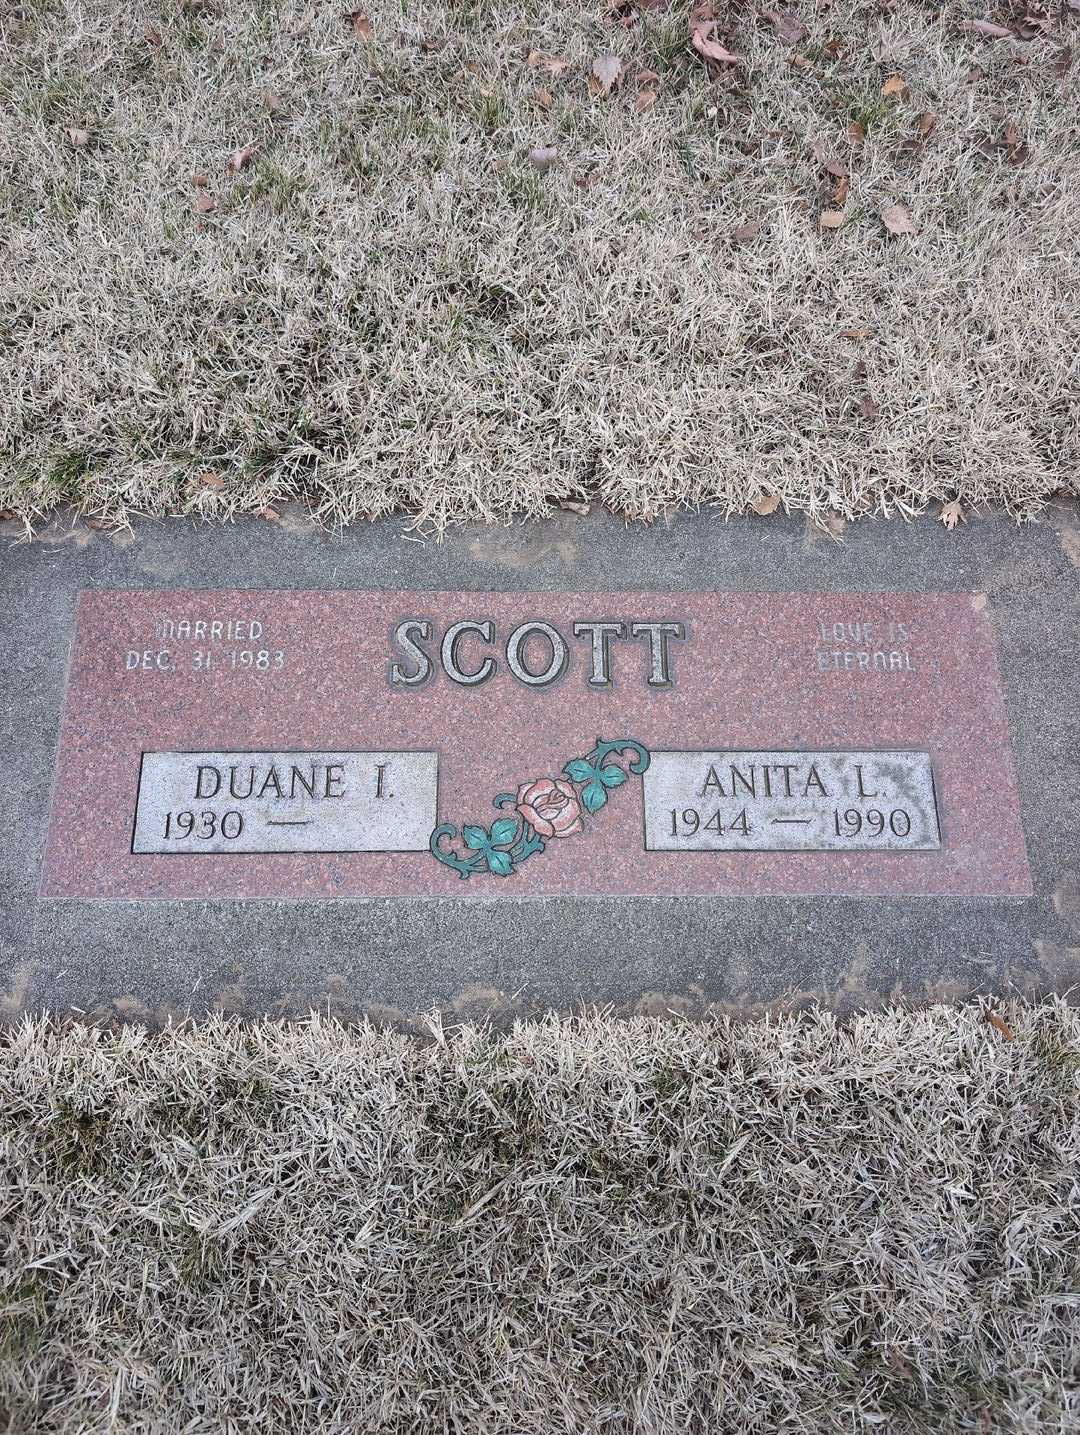 MARRIED
DEC. 31, 1983
SCOTT
LOVE IS
ETERNAL
DUANE I.
1930 —
ANITA L.
1944 — 1990